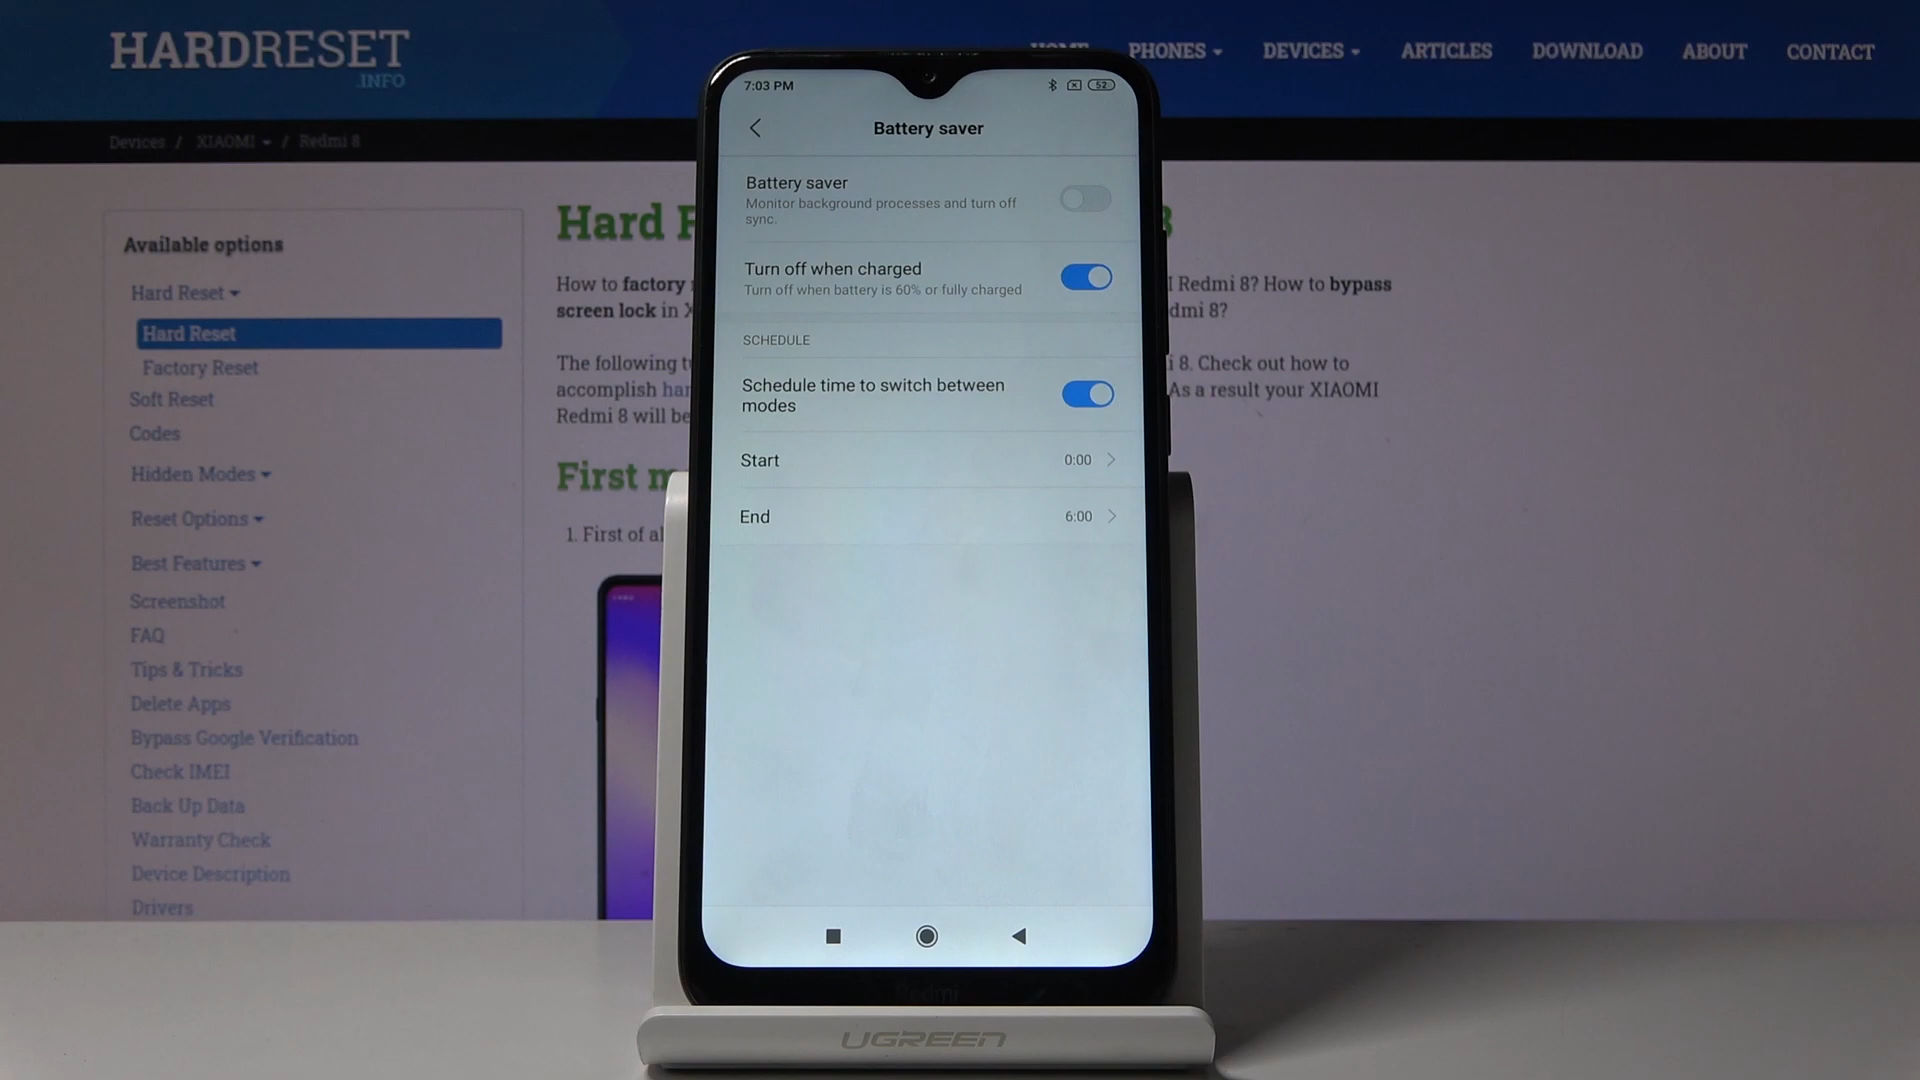 HARDRESET
.INFO
HOME
PHONES
DEVICES
ARTICLES
DOWNLOAD
ABOUT
CONTACT
Devices / XIAOMI / Redmi 8
Available options
Hard Reset
Hard Reset
Factory Reset
Soft Reset
Codes
Hidden Modes
Reset Options
Best Features
Screenshot
FAQ
Tips & Tricks
Delete Apps
Bypass Google Verification
Check IMEI
Back Up Data
Warranty Check
Device Description
Drivers
Hard
How to factory
I Redmi 8? How to bypass
screen lock in
dmi 8?
The following
i 8. Check out how to
accomplish
As a result your XIAOMI
Redmi 8 will be
First
1. First of al
7:03 PM
52
Battery saver
Battery saver
Monitor background processes and turn off
sync.
Turn off when charged
Turn off when battery is 60% or fully charged
SCHEDULE
Schedule time to switch between
modes
Start
0:00
End
6:00
Redmi
UGREEN